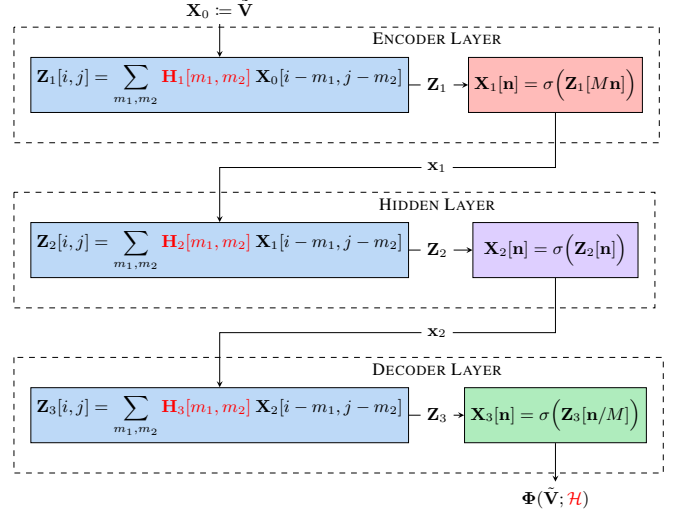 X₀ ≔ Ṽ
ENCODER LAYER
Z₁[i, j] = ∑_{m₁,m₂} H₁[m₁, m₂] X₀[i − m₁, j − m₂]
Z₁
X₁[n] = σ(Z₁[Mn])
x₁
HIDDEN LAYER
Z₂[i, j] = ∑_{m₁,m₂} H₂[m₁, m₂] X₁[i − m₁, j − m₂]
Z₂
X₂[n] = σ(Z₂[n])
x₂
DECODER LAYER
Z₃[i, j] = ∑_{m₁,m₂} H₃[m₁, m₂] X₂[i − m₁, j − m₂]
Z₃
X₃[n] = σ(Z₃[n/M])
Φ(Ṽ; ℋ)